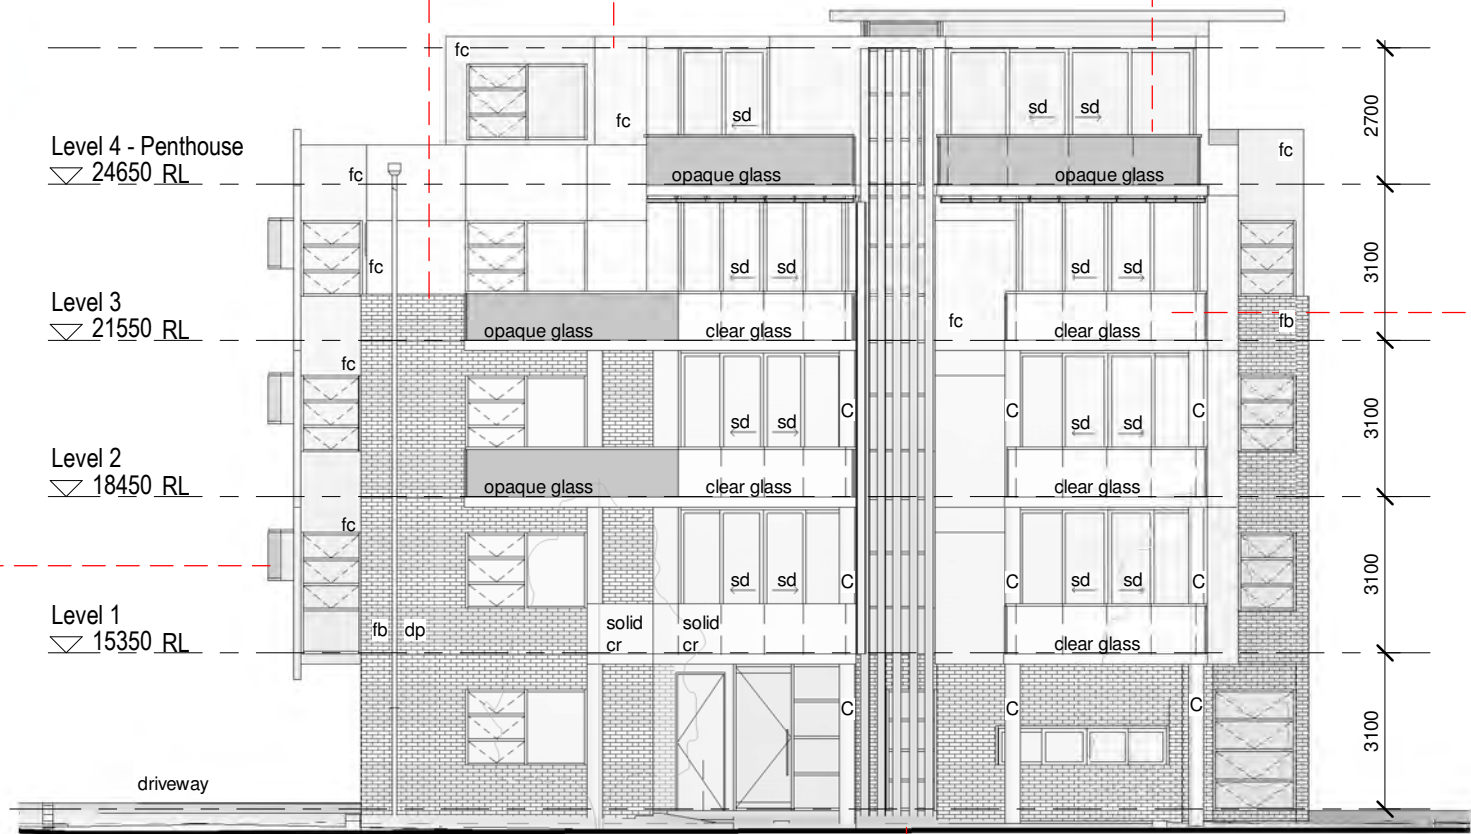 fc
2700
sd
sd
sd
fc
Level 4 - Penthouse
24650 RL
fc
fc
opaque glass
opaque glass
3100
fc
sd
sd
sd
sd
Level 3
21550 RL
fc
fb
opaque glass
clear glass
clear glass
fc
3100
C
C
C
sd
sd
sd
sd
Level 2
18450 RL
opaque glass
clear glass
clear glass
fc
3100
sd
sd
C
C
sd
sd
C
Level 1
15350 RL
fb
dp
solid
cr
solid
cr
clear glass
C
C
C
3100
driveway